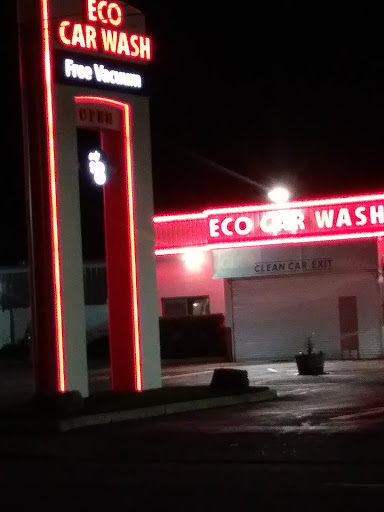 ECO
CAR WASH
Free Vacuum
OPEN
ECO CAR WASH
CLEAN CAR EXIT